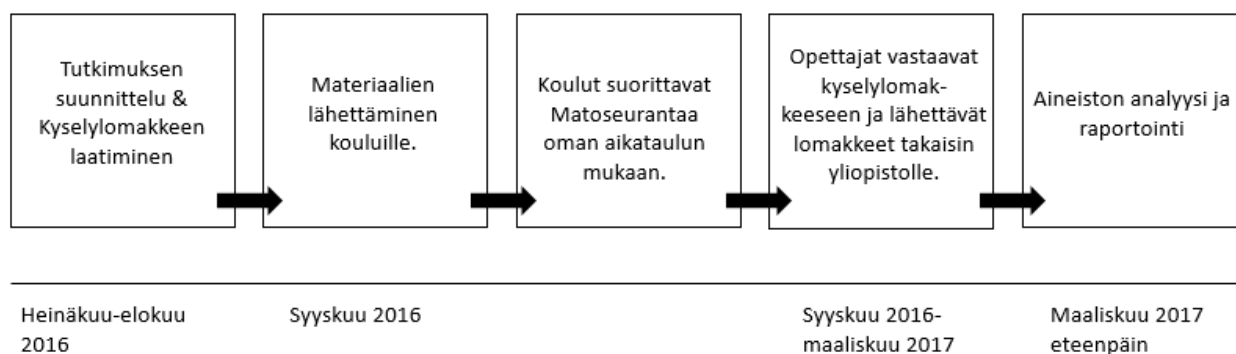 Tutkimuksen
suunnittelu &
Kyselylomakkeen
laatiminen
Materiaalien
lähettäminen
kouluille.
Koulut suorittavat
Matoseurantaa
oman aikataulun
mukaan.
Opettajat vastaavat
kyselylomak-
keeseen ja lähettävät
lomakkeet takaisin
yliopistolle.
Aineiston analyysi ja
raportointi
Heinäkuu-elokuu
2016
Syyskuu 2016
Syyskuu 2016-
maaliskuu 2017
Maaliskuu 2017
eteenpäin